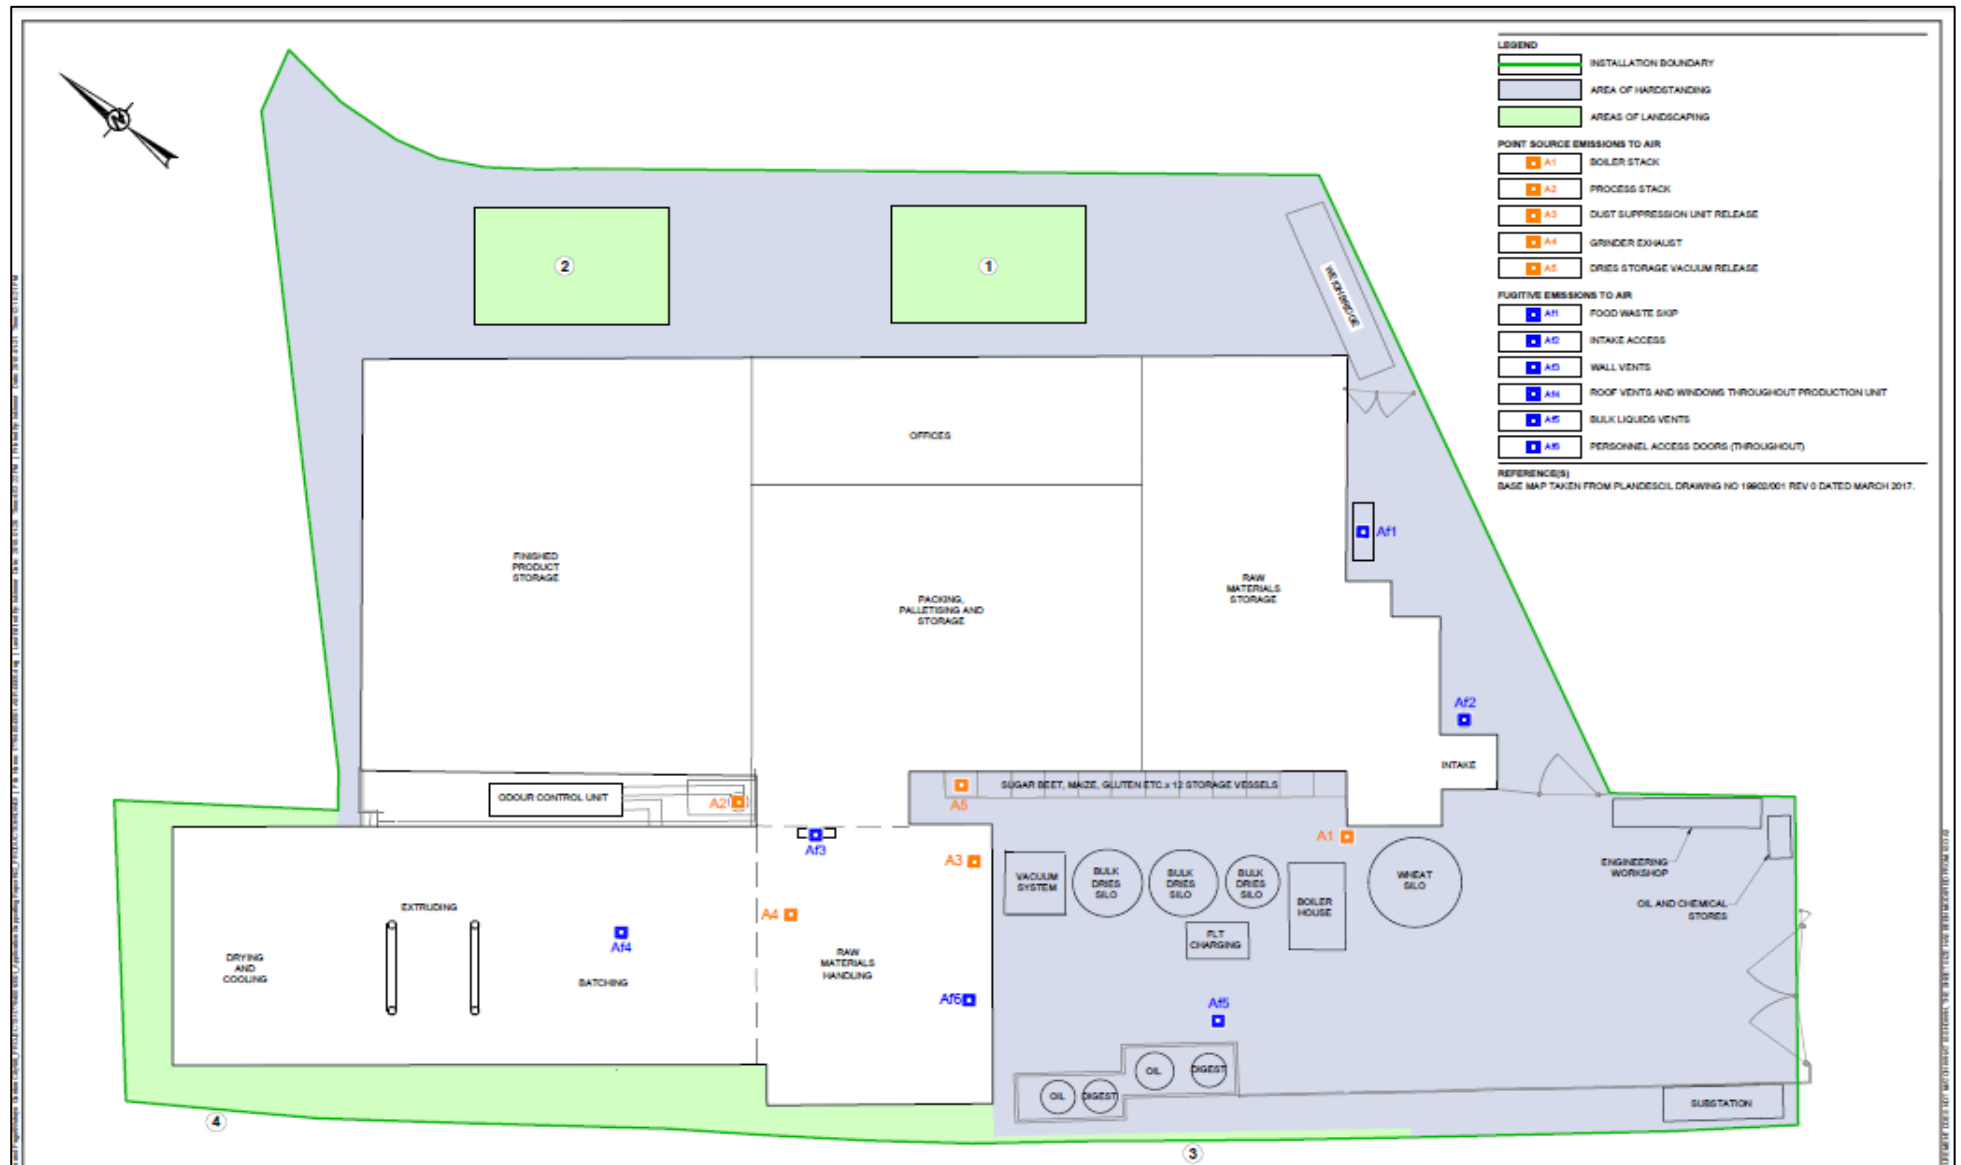 N
LEGEND
INSTALLATION BOUNDARY
AREA OF HARDSTANDING
AREAS OF LANDSCAPING
POINT SOURCE EMISSIONS TO AIR
A1 BOILER STACK
A2 PROCESS STACK
A3 DUST SUPPRESSION UNIT RELEASE
A4 GRINDER EXHAUST
A5 DRIES STORAGE VACUUM RELEASE
FUGITIVE EMISSIONS TO AIR
Af1 FOOD WASTE SKIP
Af2 INTAKE ACCESS
Af3 WALL VENTS
Af4 ROOF VENTS AND WINDOWS THROUGHOUT PRODUCTION UNIT
Af5 BULK LIQUIDS VENTS
Af6 PERSONNEL ACCESS DOORS (THROUGHOUT)
REFERENCE(S)
BASE MAP TAKEN FROM PLANDESCIL DRAWING NO 19902/001 REV 0 DATED MARCH 2017.
2
1
WEIGHBRIDGE
OFFICES
FINISHED
PRODUCT
STORAGE
PACKING,
PALLETISING AND
STORAGE
RAW
MATERIALS
STORAGE
Af1
Af2
INTAKE
ODOUR CONTROL UNIT
A2
A5
SUGAR BEET, MAIZE, GLUTEN ETC x 12 STORAGE VESSELS
Af3
A3
A1
VACUUM
SYSTEM
BULK
DRIES
SILO
BULK
DRIES
SILO
BULK
DRIES
SILO
BOILER
HOUSE
WHEAT
SILO
ENGINEERING
WORKSHOP
OIL AND CHEMICAL
STORES
FLT
CHARGING
EXTRUDING
A4
Af4
DRYING
AND
COOLING
BATCHING
RAW
MATERIALS
HANDLING
Af6
Af5
OIL
DIGEST
OIL
DIGEST
SUBSTATION
4
3